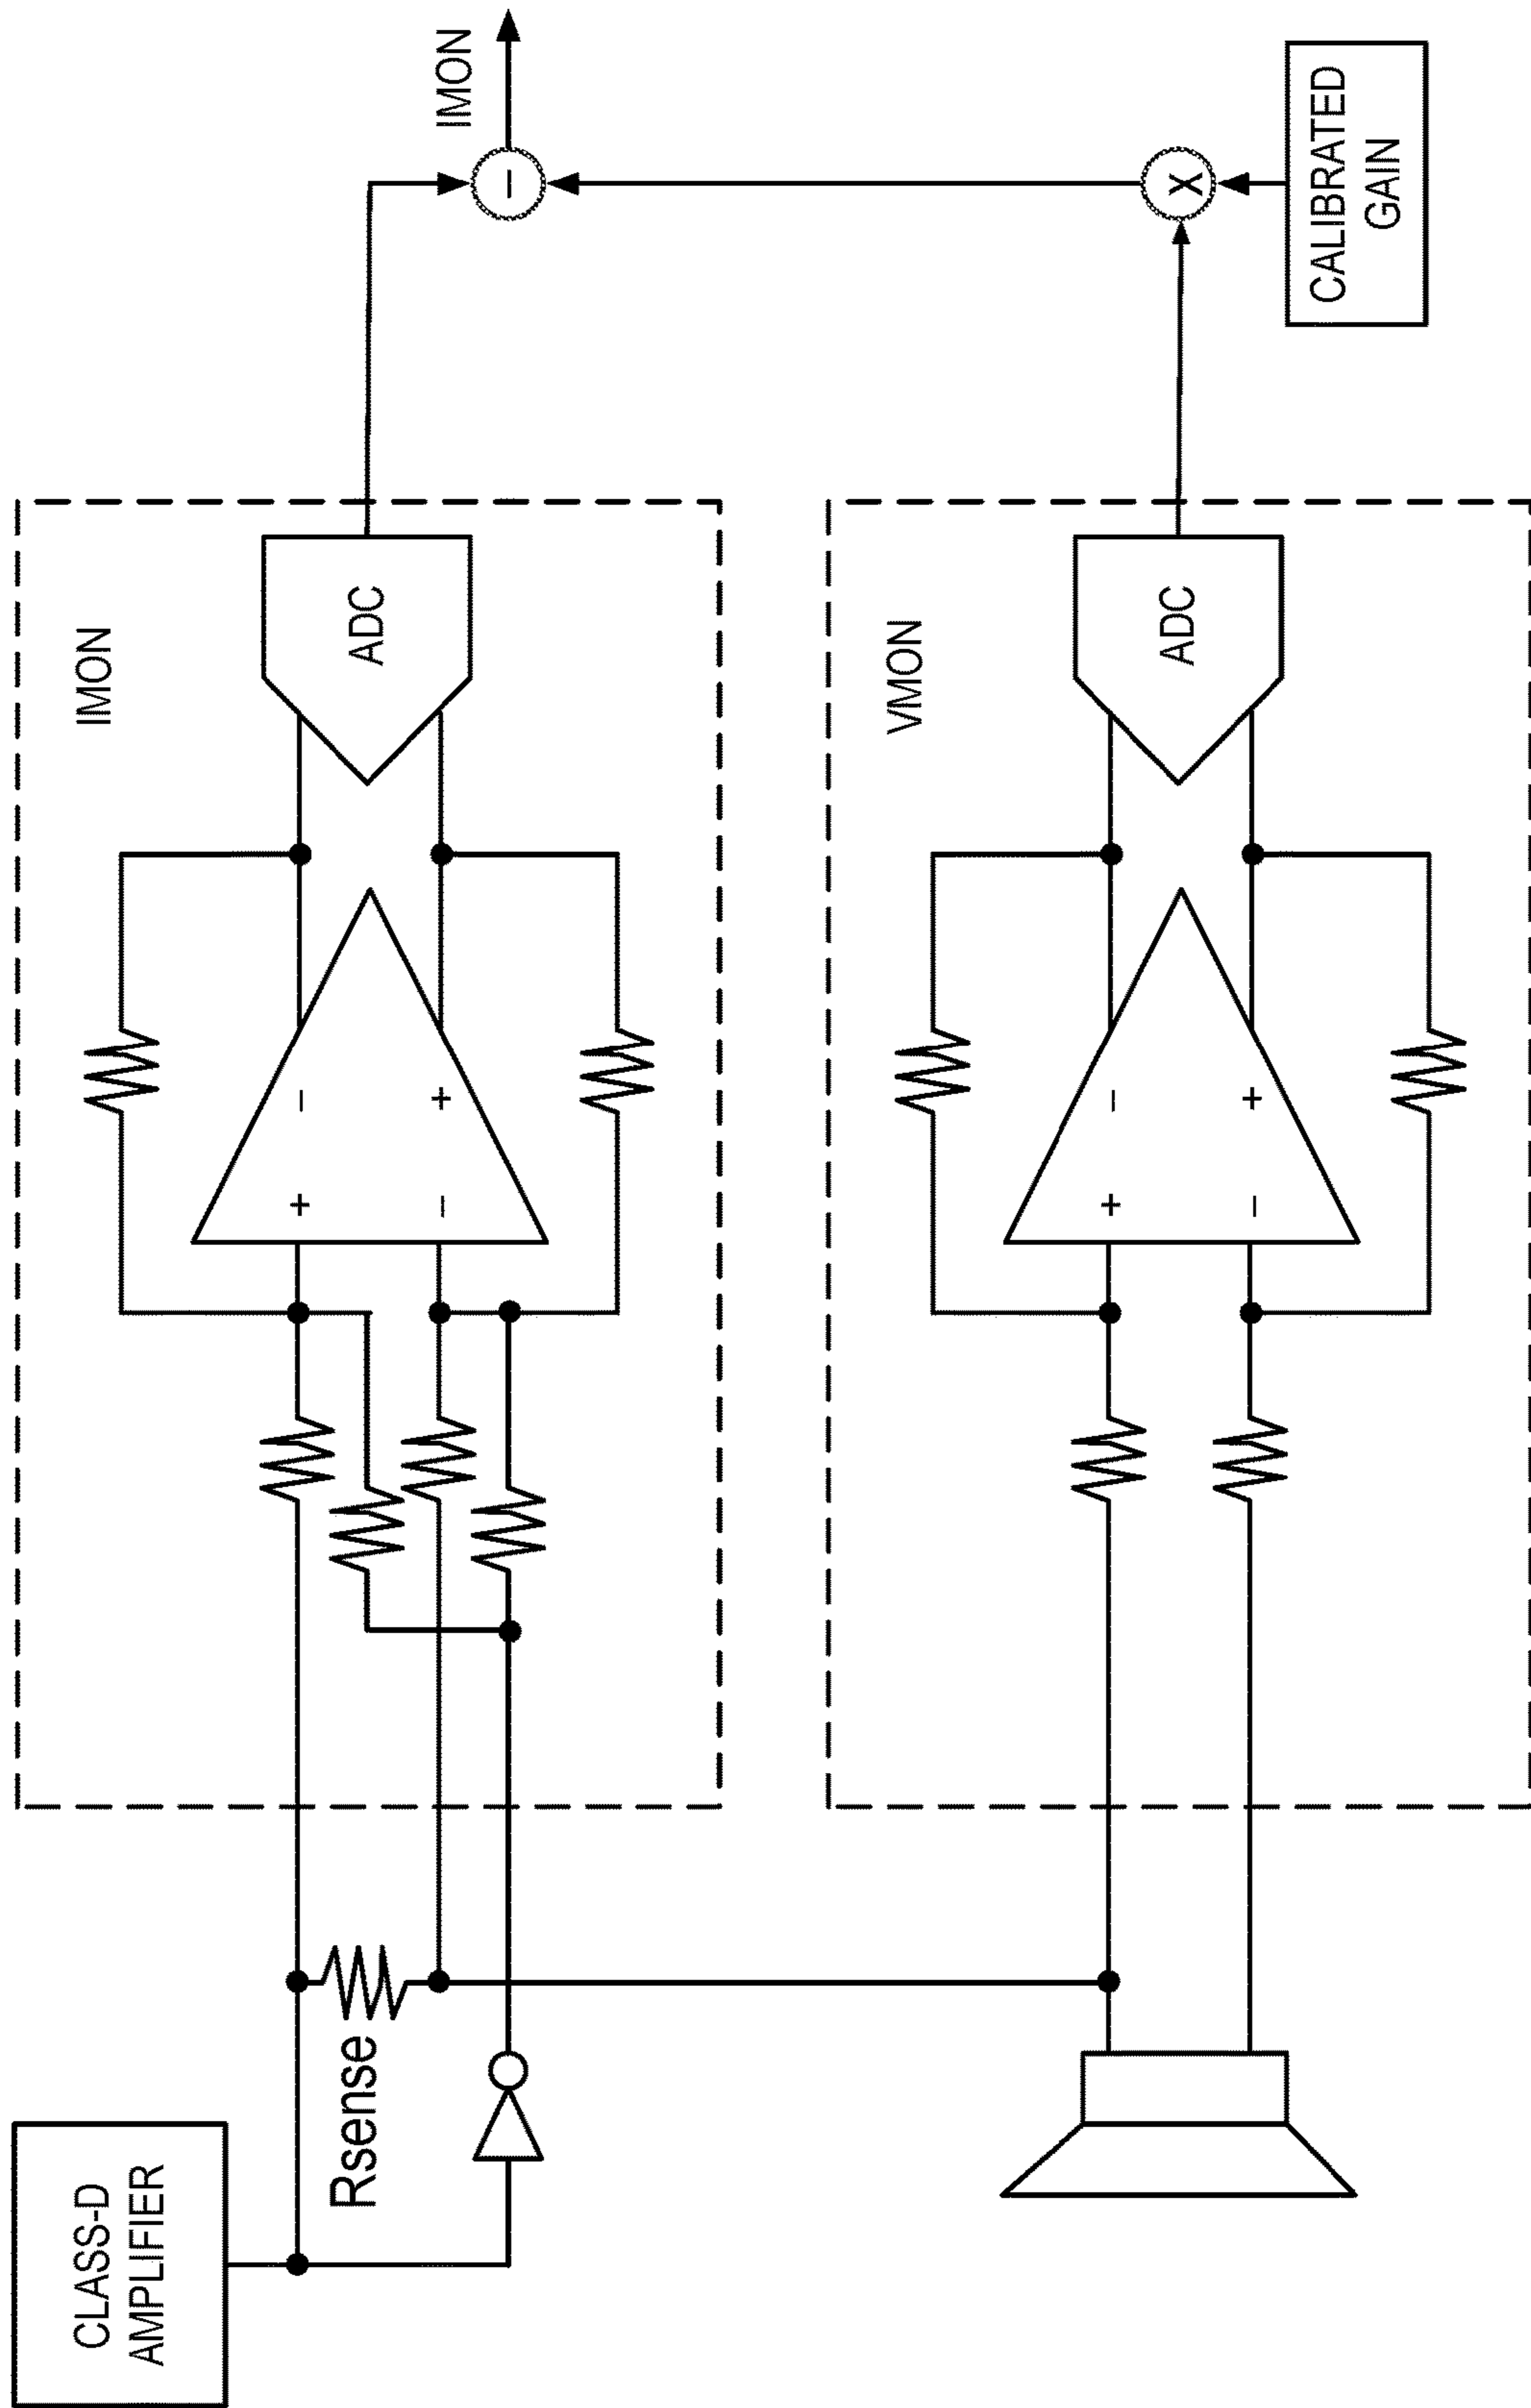 CLASS-D
AMPLIFIER
Rsense
IMON
+
−
−
+
ADC
IMON
−
VMON
+
−
−
+
ADC
X
CALIBRATED
GAIN